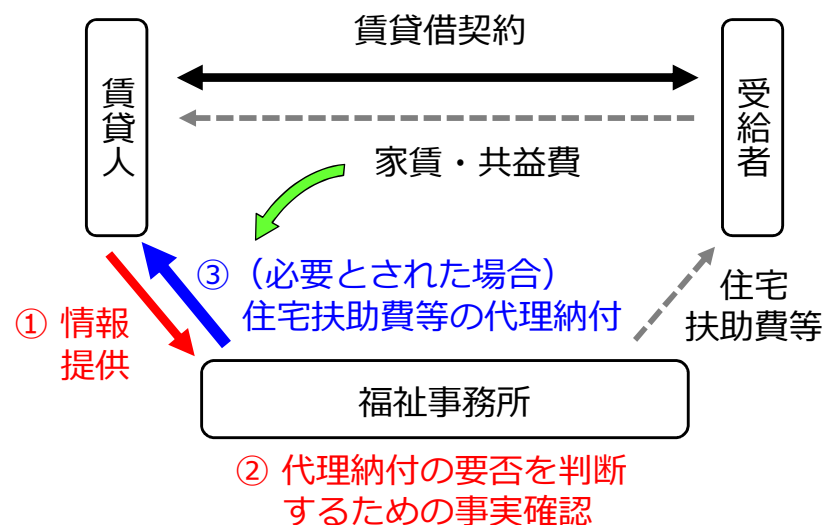 賃貸借契約
賃貸人
受給者
家賃・共益費
③（必要とされた場合）
住宅扶助費等の代理納付
① 情報
提供
住宅
扶助費等
福祉事務所
② 代理納付の要否を判断
するための事実確認